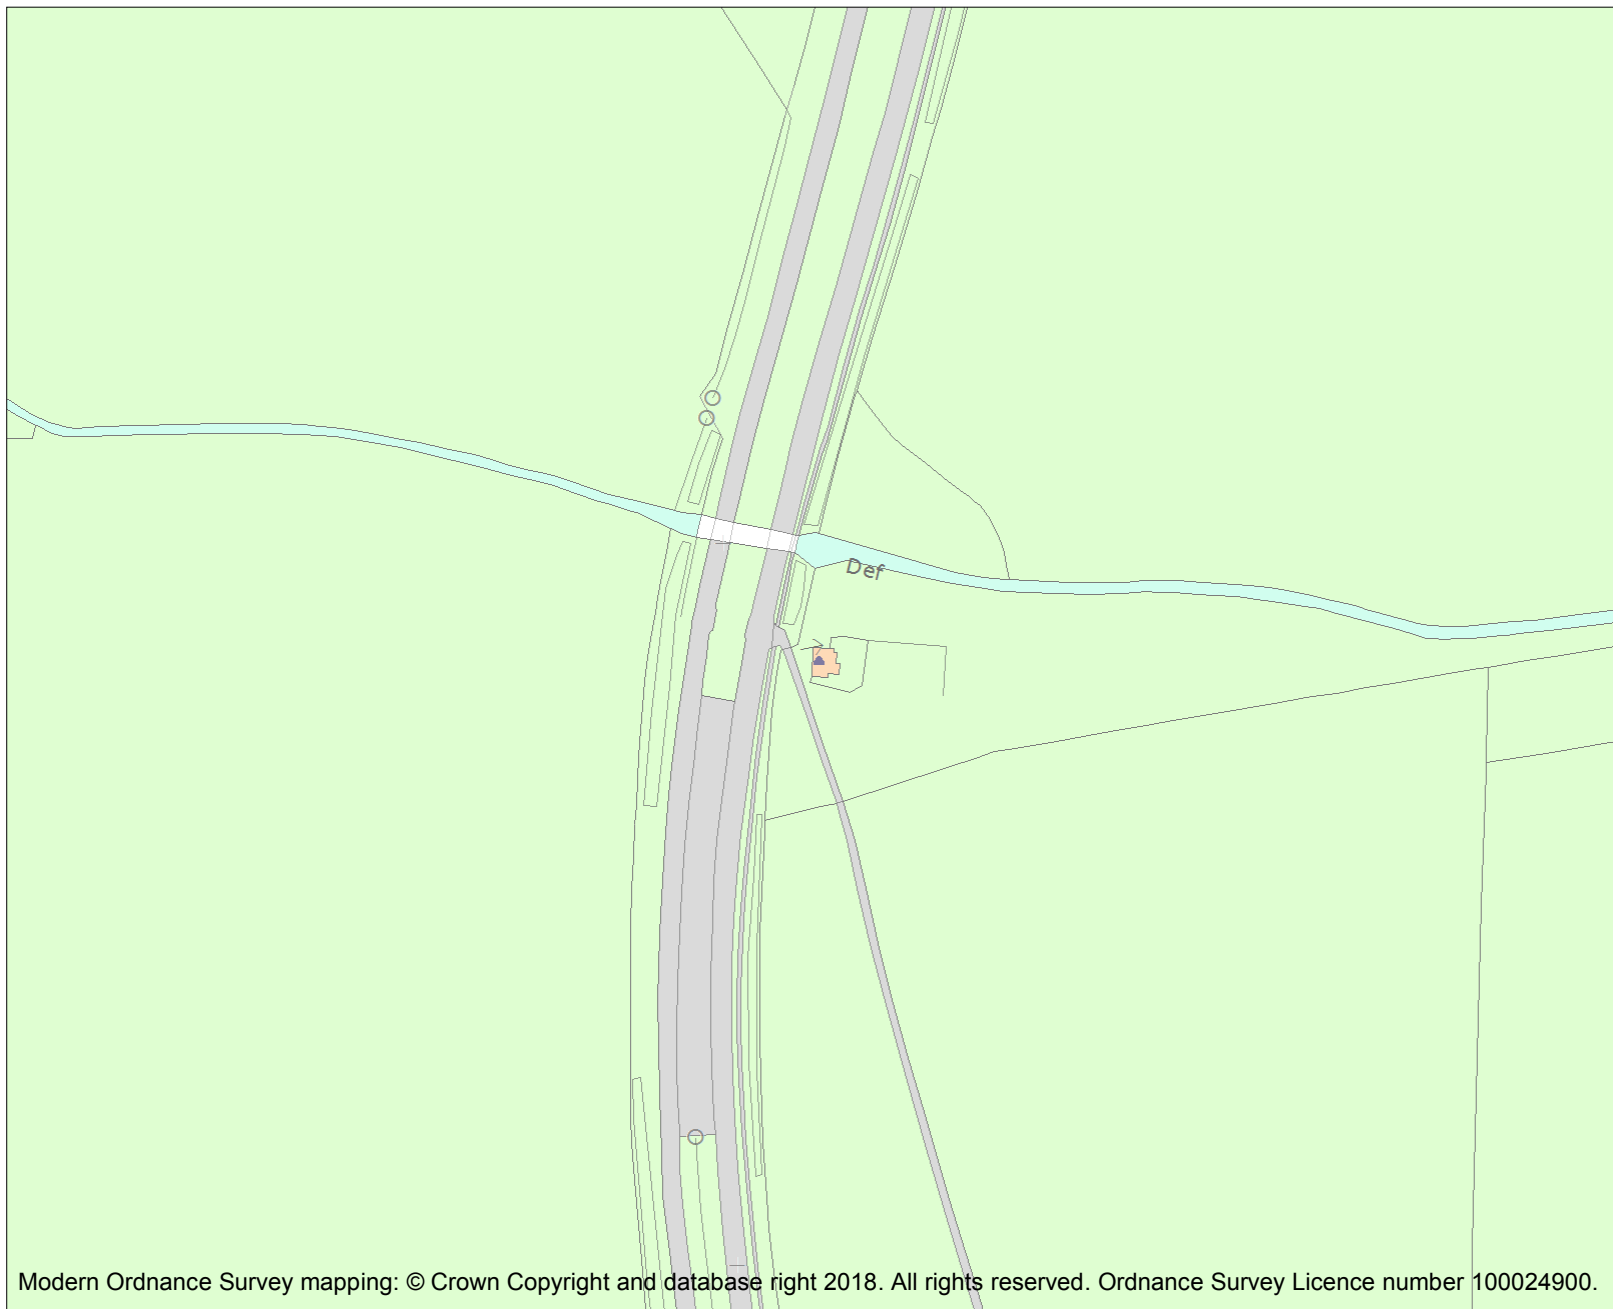 Def
Modern Ordnance Survey mapping: © Crown Copyright and database right 2018. All rights reserved. Ordnance Survey Licence number 100024900.